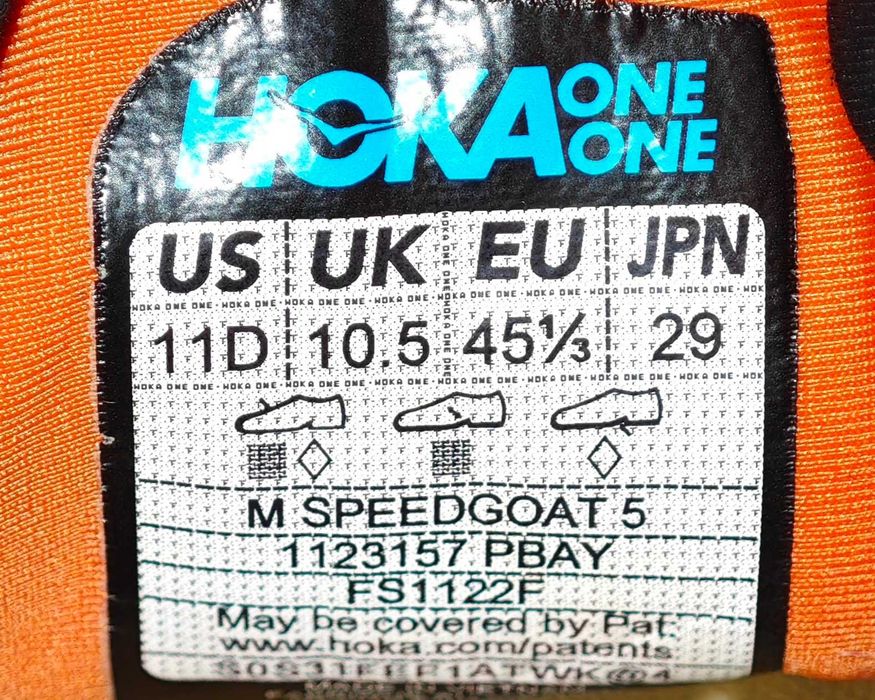 HOKA ONE ONE
US UK EU JPN
11D 10.5 45⅓ 29
M SPEEDGOAT 5
1123157 PBAY
FS1122F
May be covered by Pat:
www.hoka.com/patents